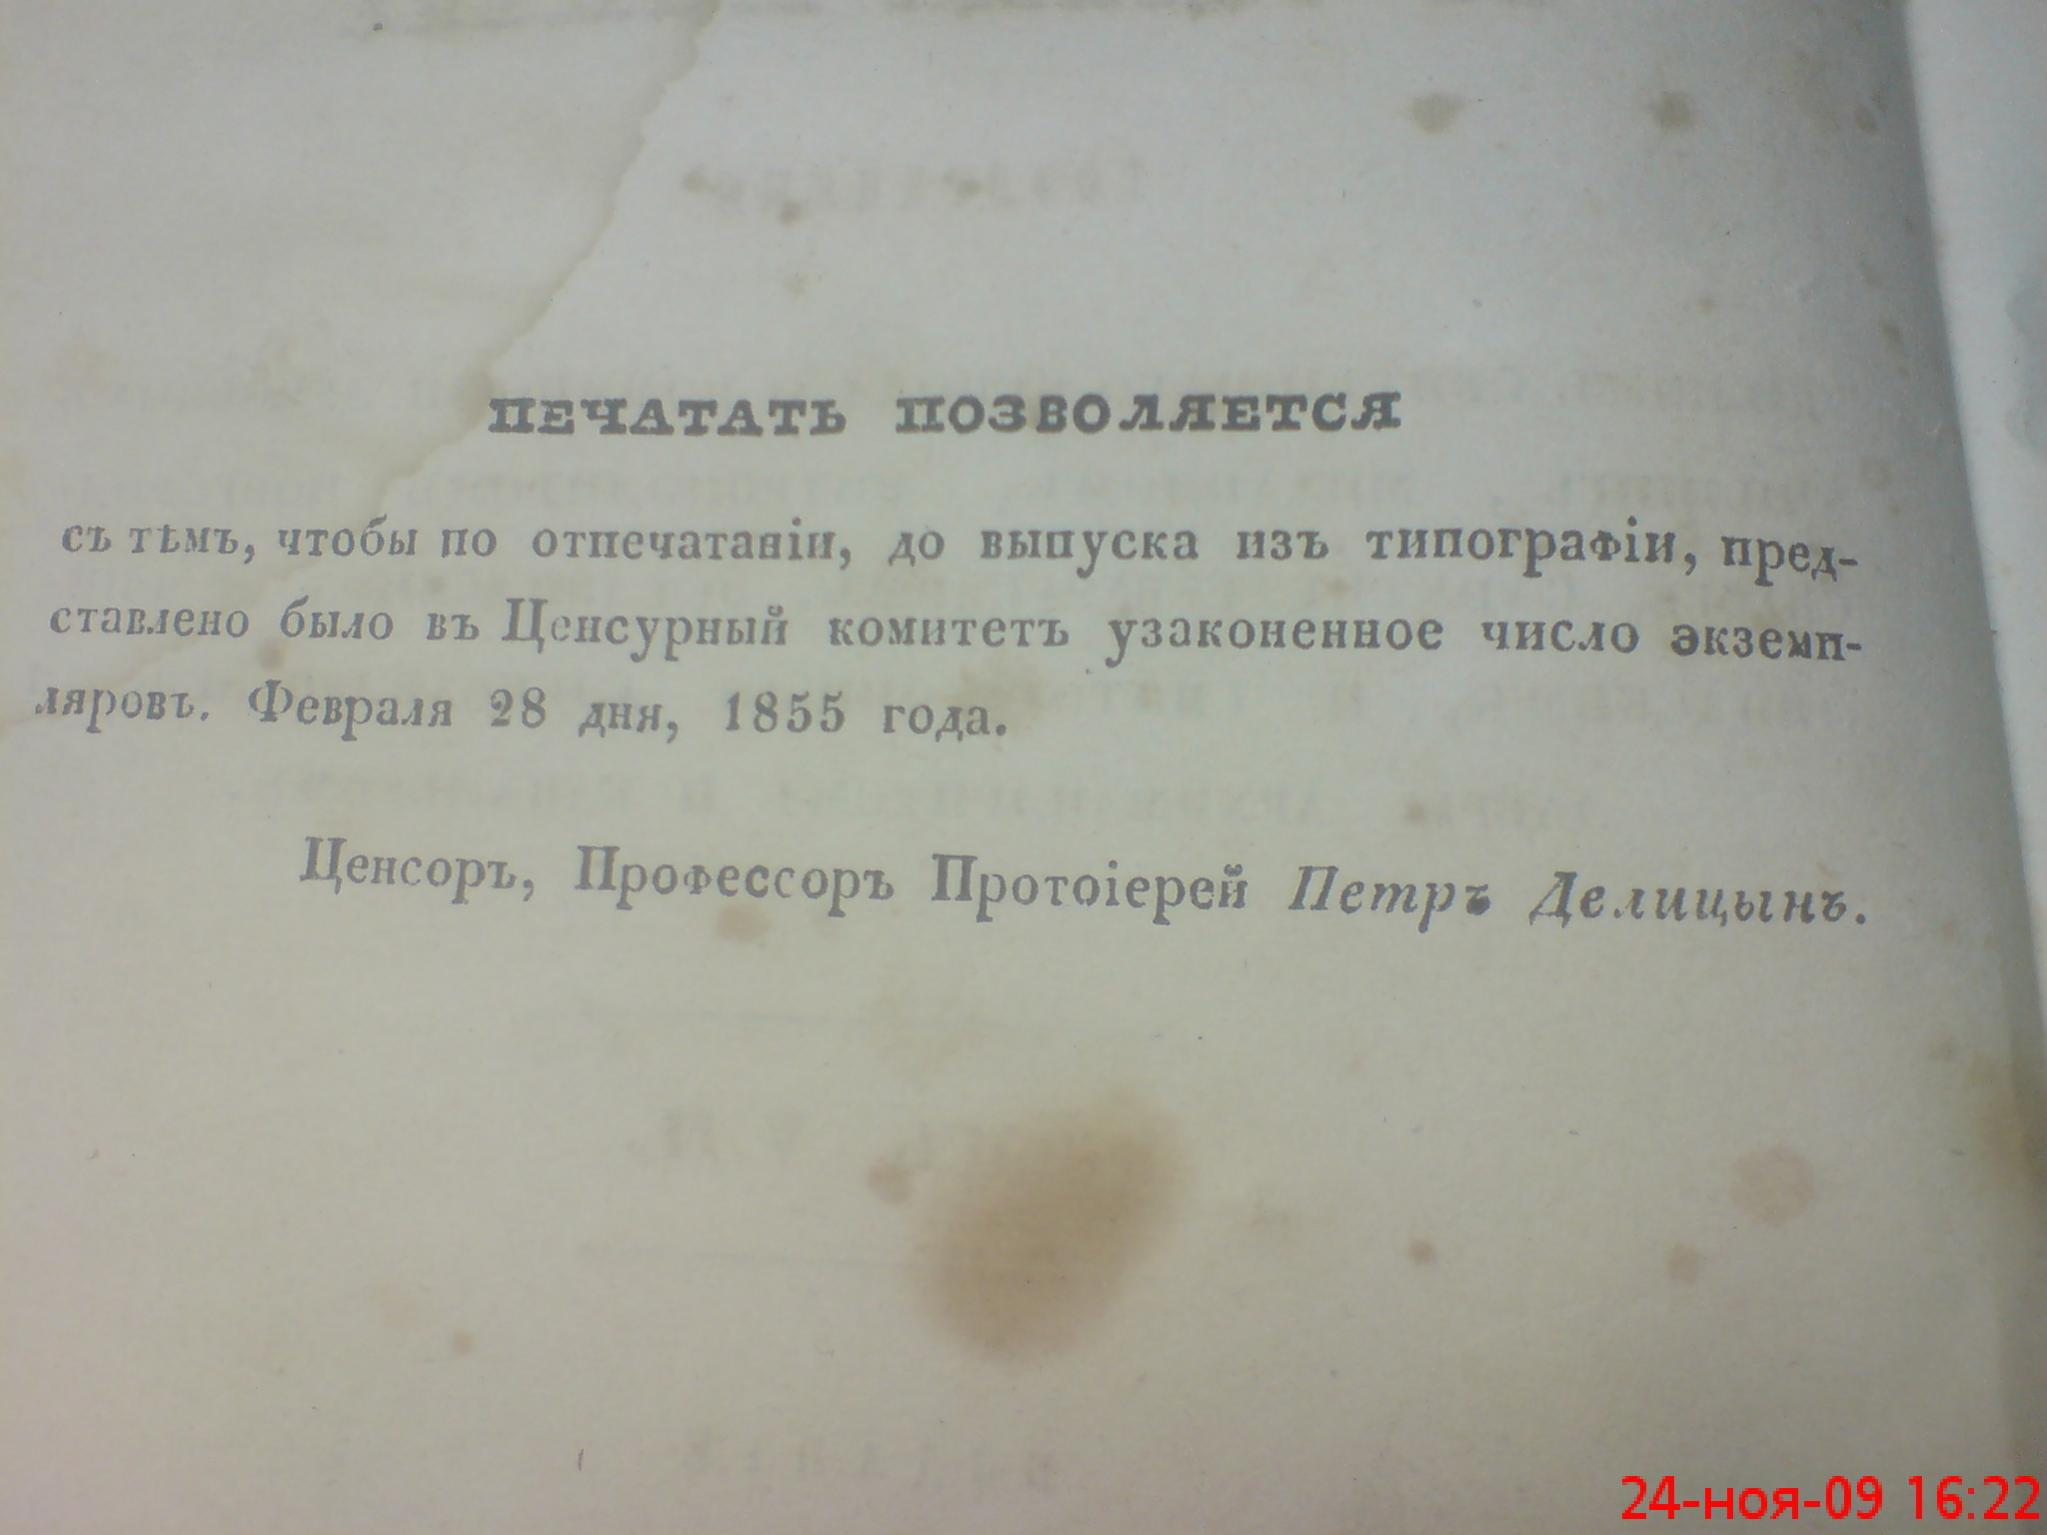 ПЕЧАТАТЬ ПОЗВОЛЯЕТСЯ
съ тѣмъ, чтобы по отпечатаніи, до выпуска изъ типографіи, пред-
ставлено было въ Ценсурный комитетъ узаконенное число экземп-
ляровъ. Февраля 28 дня, 1855 года.
Ценсоръ, Профессоръ Протоіерей Петръ Делицынъ.
24-ноя-09 16:22